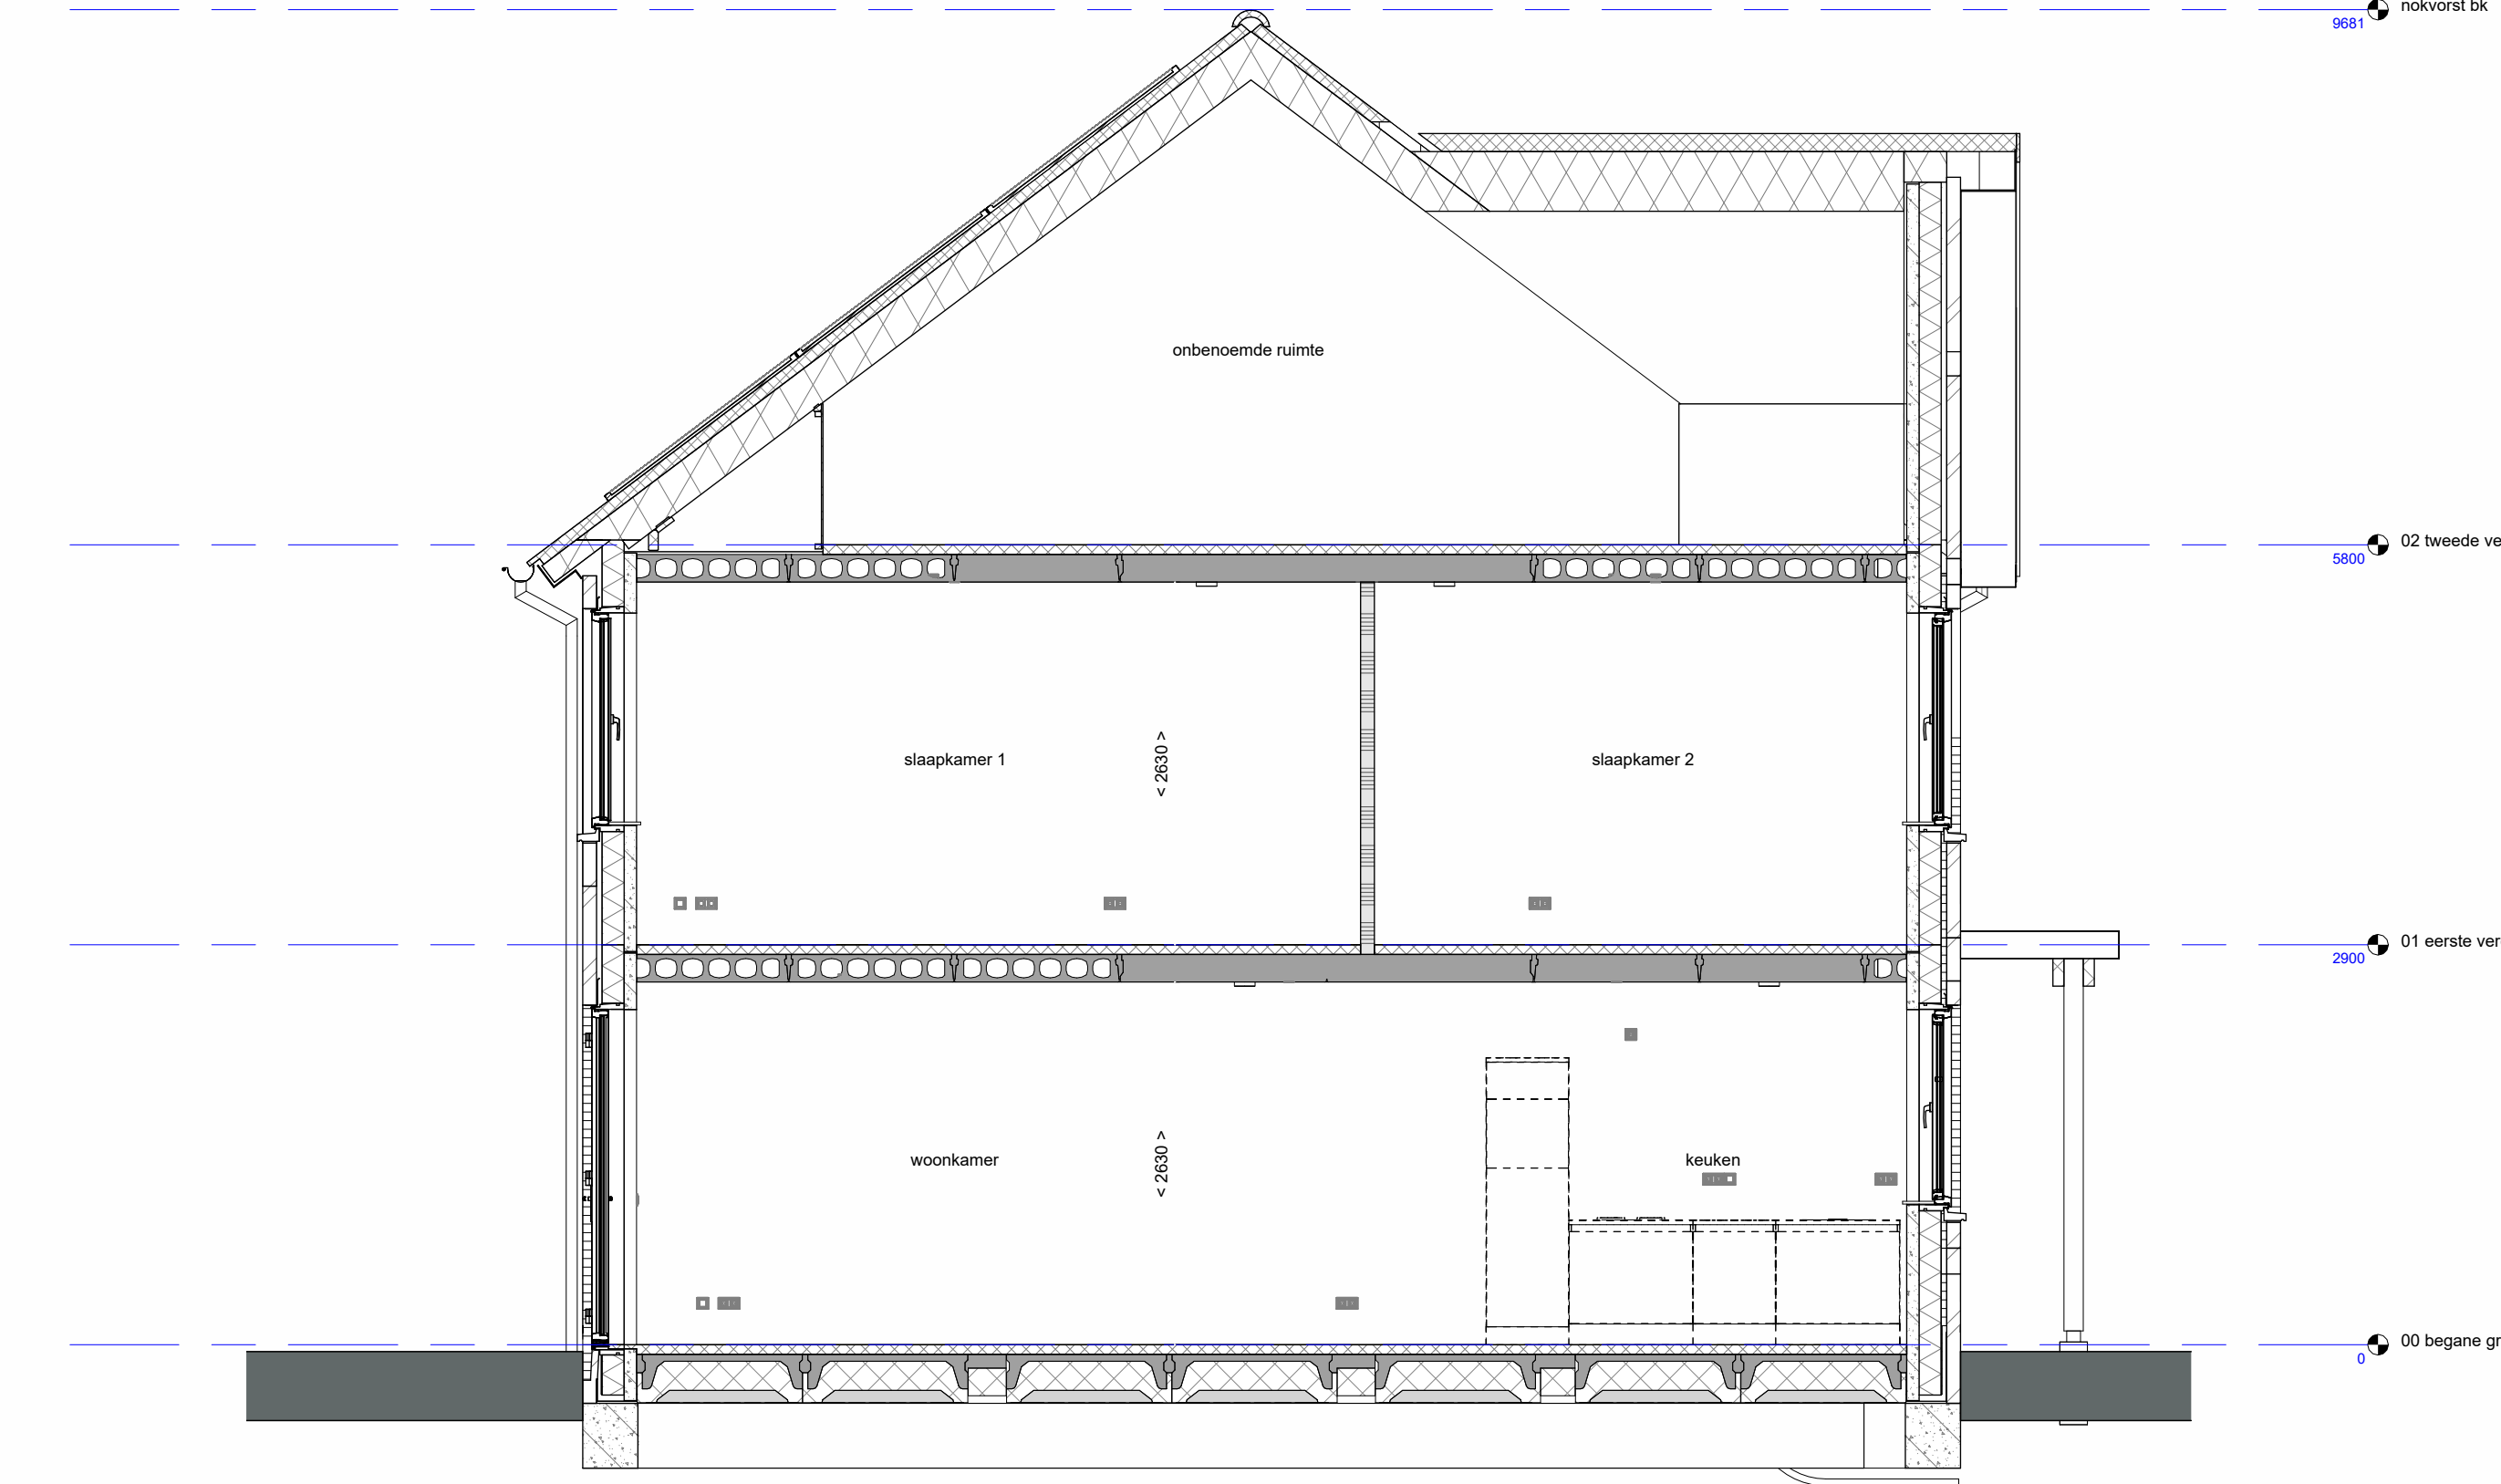 nokvorst bk
9681
onbenoemde ruimte
02 tweede ve
5800
slaapkamer 1
< 2630 >
slaapkamer 2
01 eerste ver
2900
woonkamer
< 2630 >
keuken
00 begane gr
0